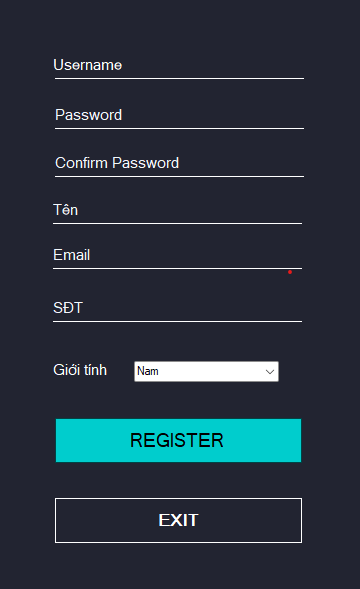 Username
Password
Confirm Password
Tên
Email
SĐT
Giới tính Nam
REGISTER
EXIT